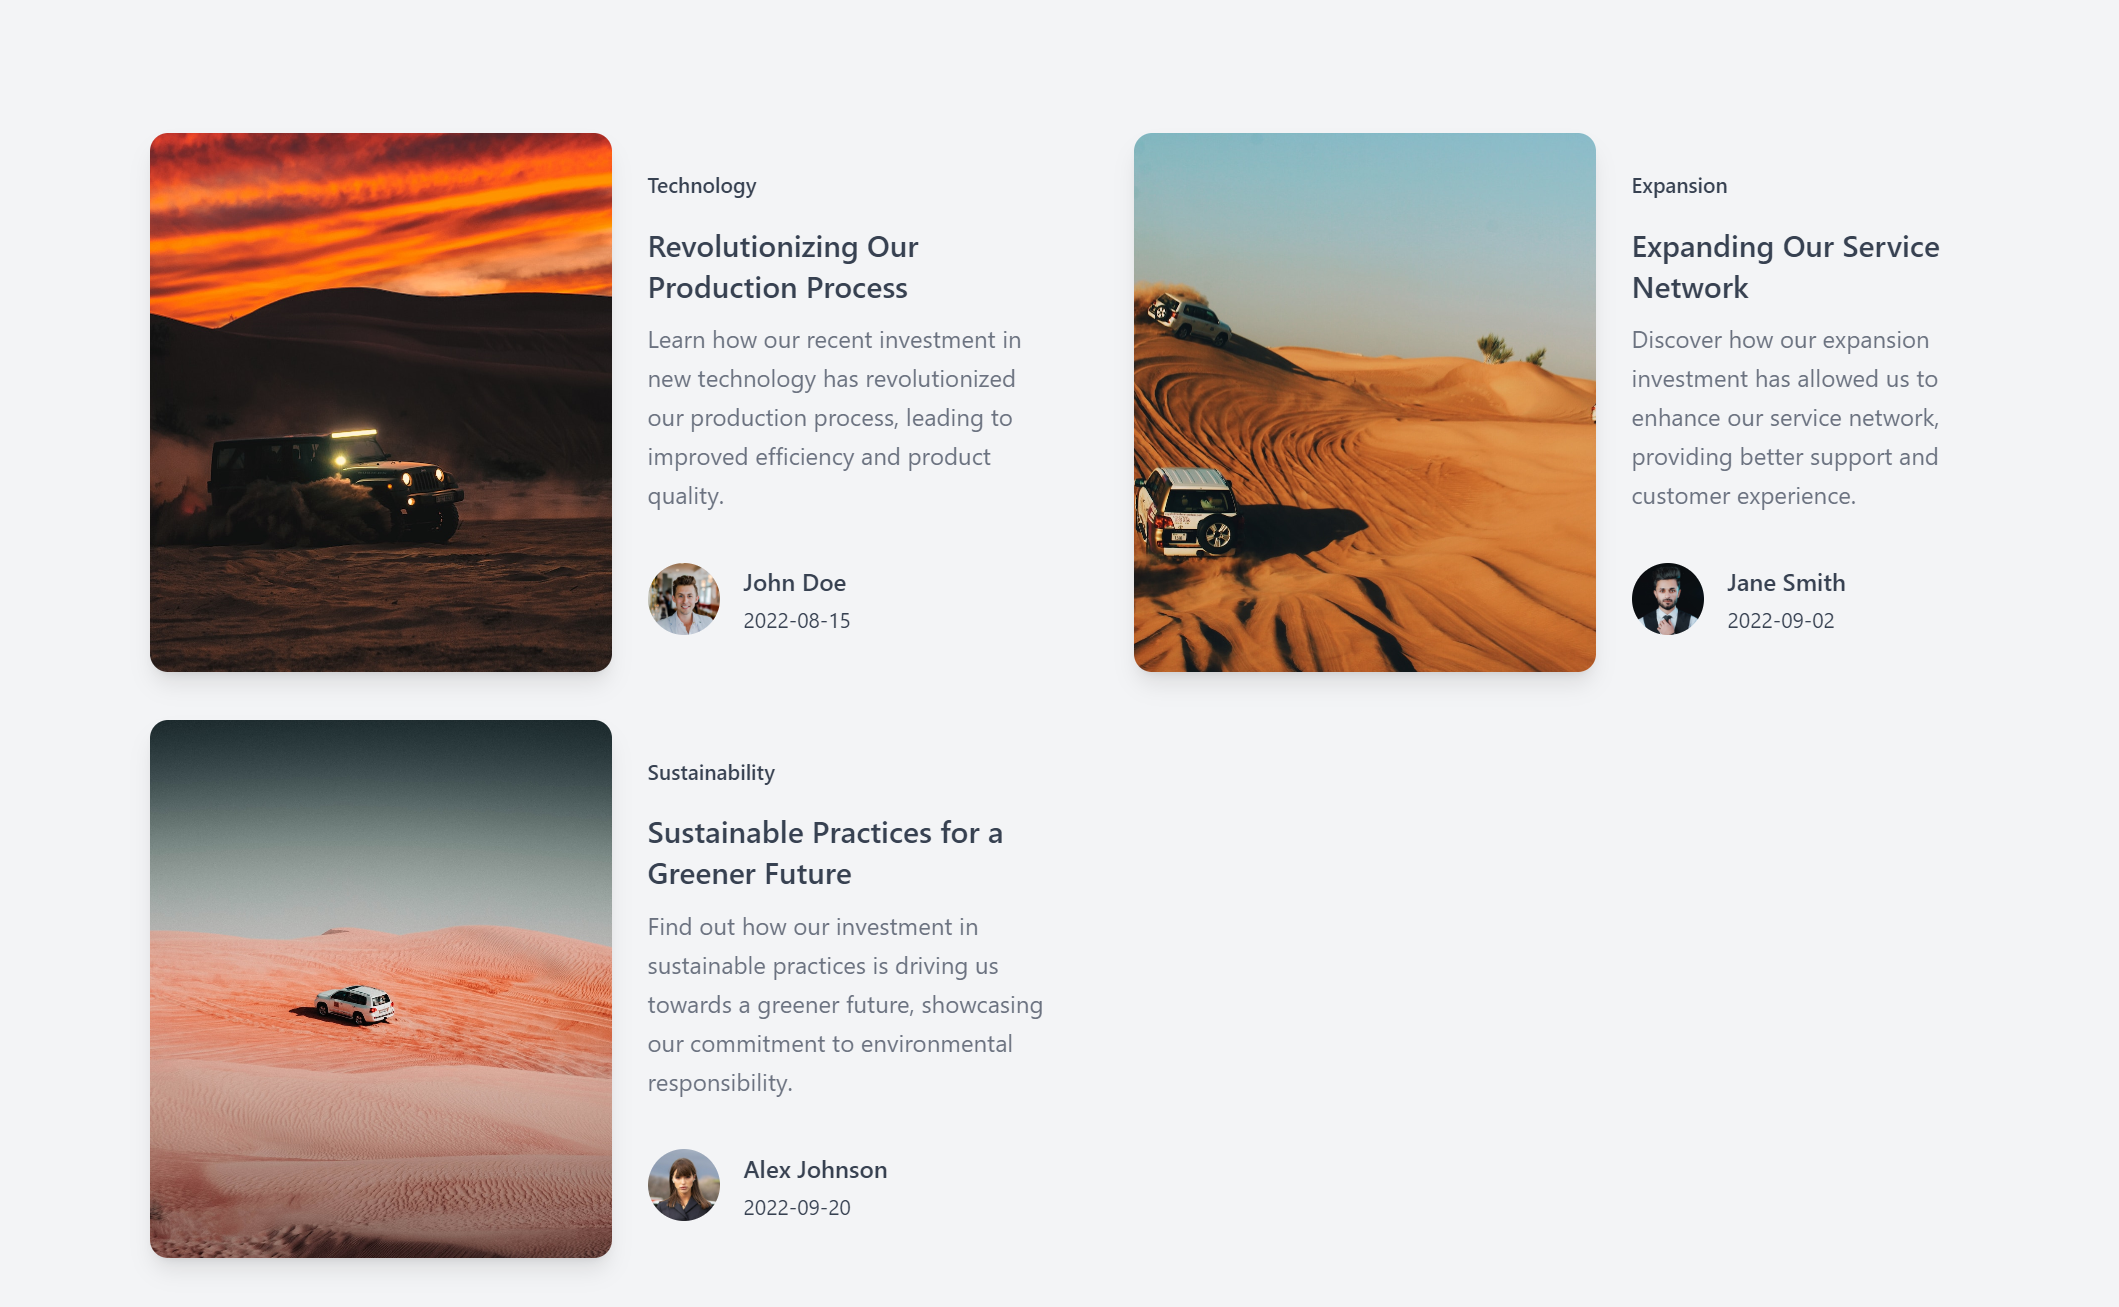 Technology
Revolutionizing Our
Production Process
Learn how our recent investment in
new technology has revolutionized
our production process, leading to
improved efficiency and product
quality.
John Doe
2022-08-15
Expansion
Expanding Our Service
Network
Discover how our expansion
investment has allowed us to
enhance our service network,
providing better support and
customer experience.
Jane Smith
2022-09-02
Sustainability
Sustainable Practices for a
Greener Future
Find out how our investment in
sustainable practices is driving us
towards a greener future, showcasing
our commitment to environmental
responsibility.
Alex Johnson
2022-09-20